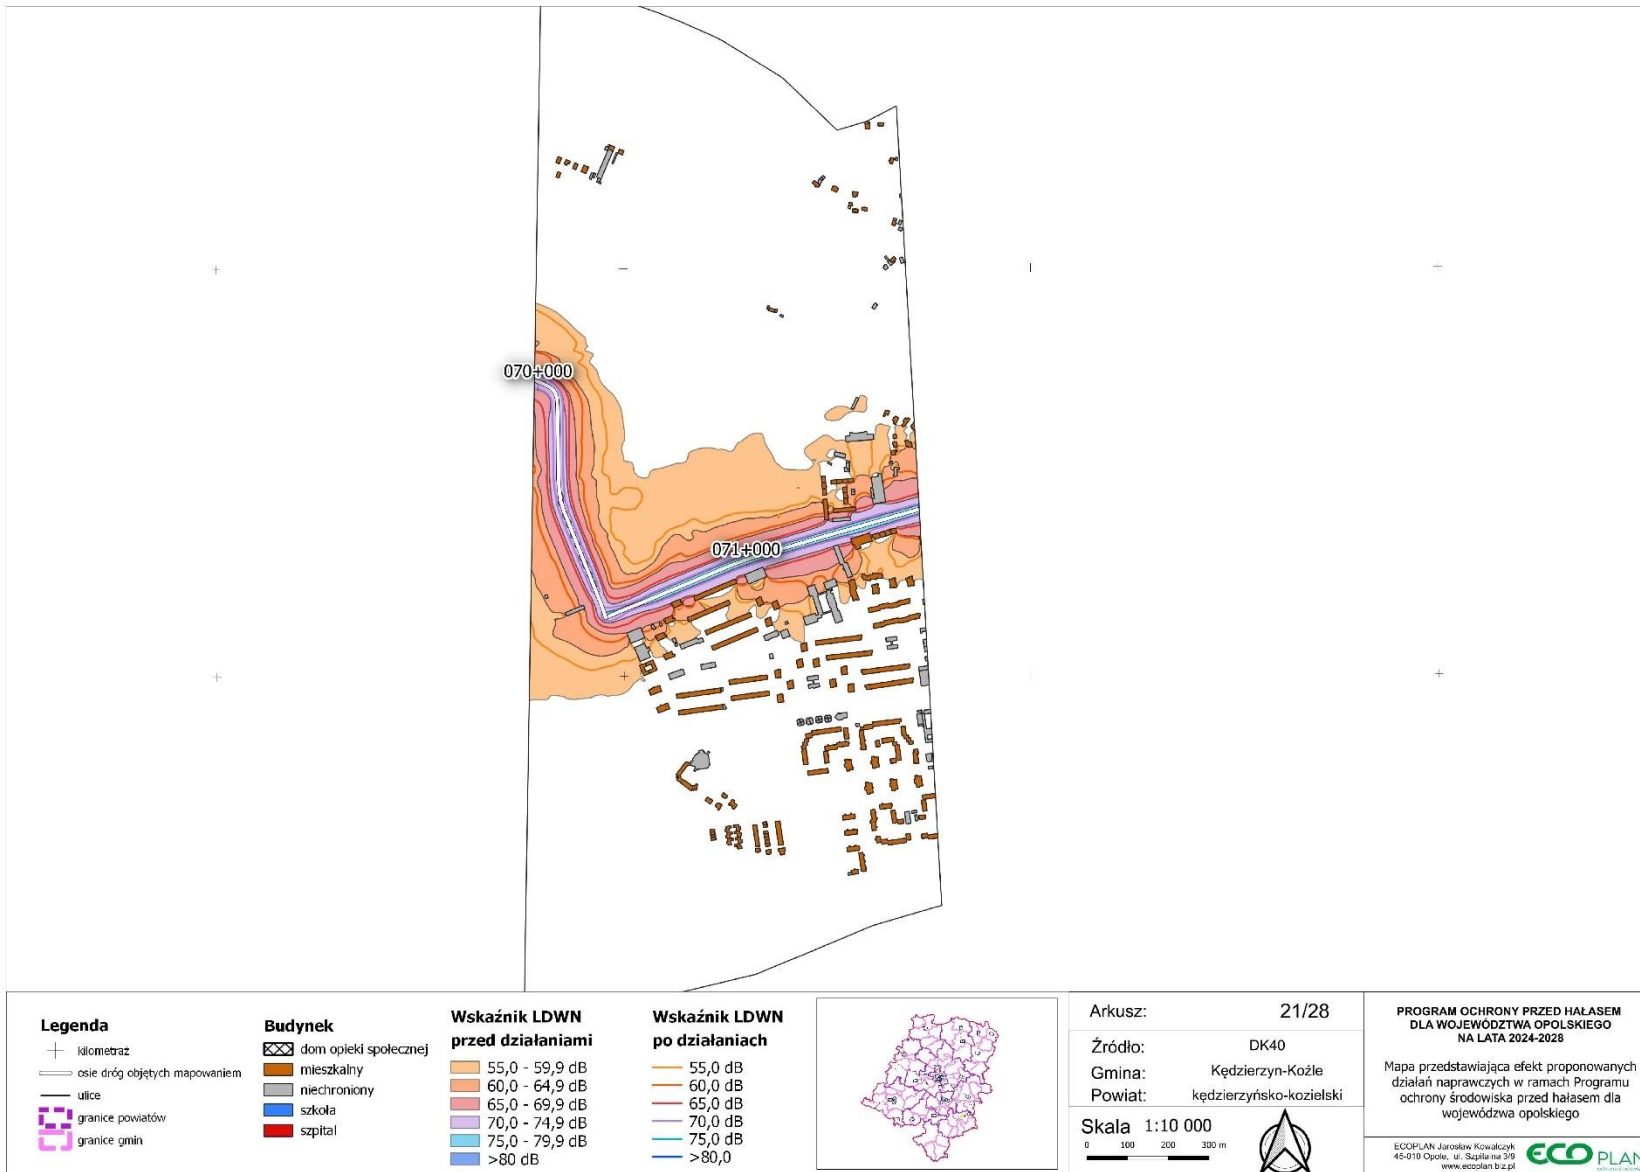 070+000
071+000
Legenda
kilometraż
osie dróg objętych mapowaniem
ulice
granice powiatów
granice gmin
Budynek
dom opieki społecznej
mieszkalny
niechroniony
szkoła
szpital
Wskaźnik LDWN
przed działaniami
55,0 - 59,9 dB
60,0 - 64,9 dB
65,0 - 69,9 dB
70,0 - 74,9 dB
75,0 - 79,9 dB
>80 dB
Wskaźnik LDWN
po działaniach
55,0 dB
60,0 dB
65,0 dB
70,0 dB
75,0 dB
>80,0
Arkusz: 21/28
Źródło: DK40
Gmina: Kędzierzyn-Koźle
Powiat: kędzierzyńsko-kozielski
Skala 1:10 000
0 100 200 300 m
PROGRAM OCHRONY PRZED HAŁASEM
DLA WOJEWÓDZTWA OPOLSKIEGO
NA LATA 2024-2028
Mapa przedstawiająca efekt proponowanych
działań naprawczych w ramach Programu
ochrony środowiska przed hałasem dla
wojewódzwa opolskiego
ECOPLAN Jarosław Kowalczyk
45-010 Opole, ul. Szpitalna 3/9
www.ecoplan.biz.pl
ECO PLAN